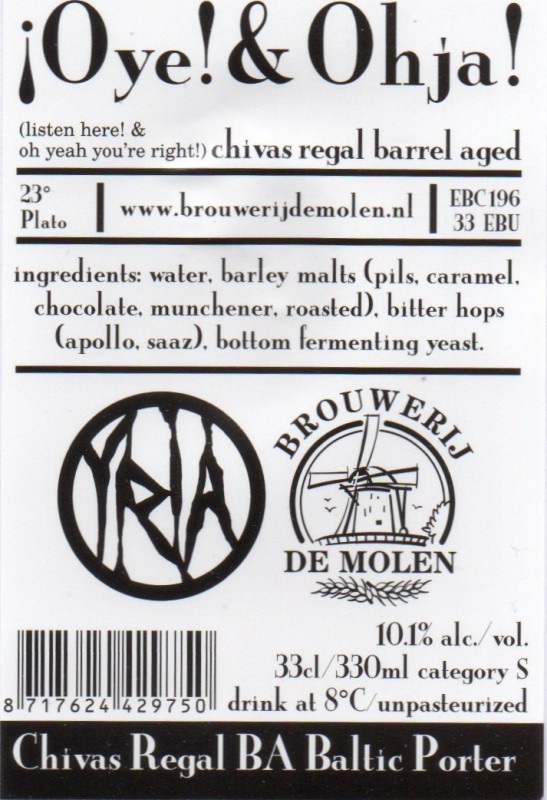 ¡Oye! & Ohja!
(listen here! &
oh yeah you're right!) chivas regal barrel aged
23°
Plato
www.brouwerijdemolen.nl
EBC196
33 EBU
ingredients: water, barley malts (pils, caramel,
chocolate, munchener, roasted), bitter hops
(apollo, saaz), bottom fermenting yeast.
YRIA
BROUWERIJ
DE MOLEN
10.1% alc./vol.
33cl/330ml category S
drink at 8°C/unpasteurized
8 717624 429750
Chivas Regal BA Baltic Porter